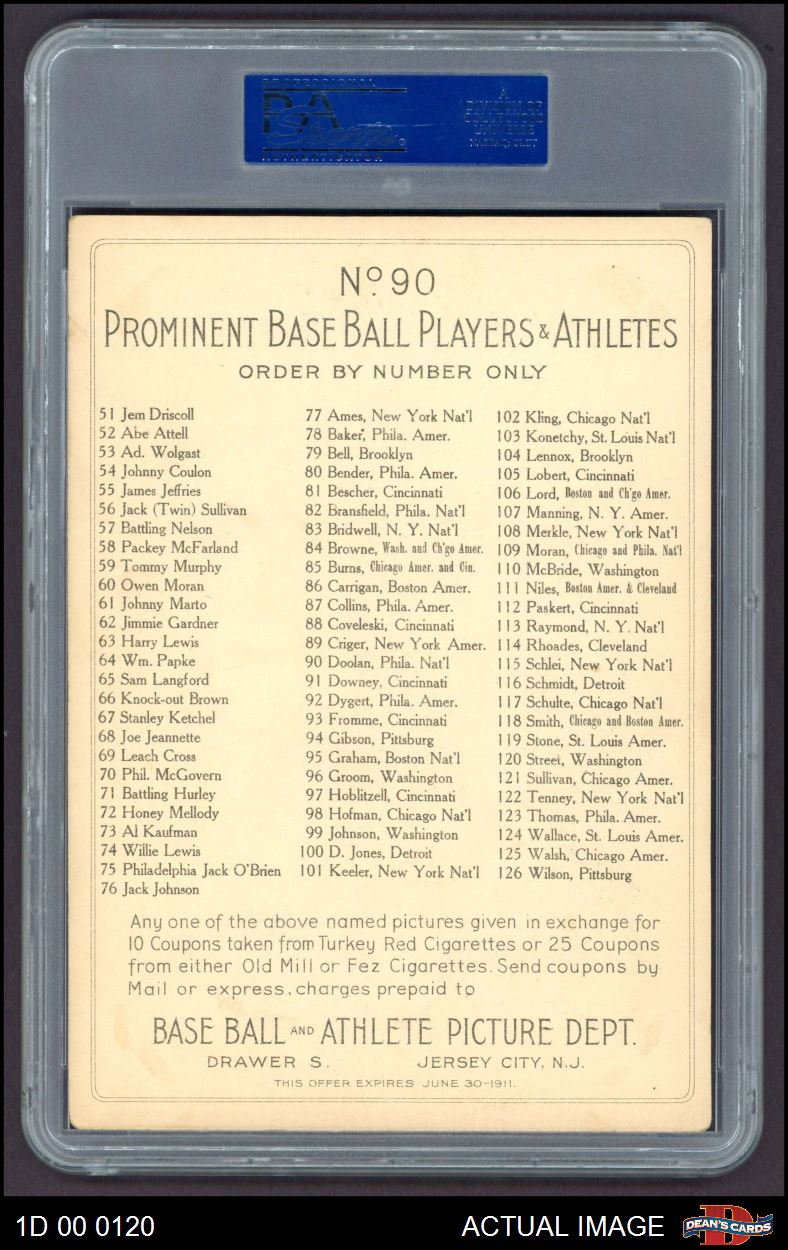 PROFESSIONAL
PSA
Sports
AUTHENTICATOR
A
DIVISION OF
COLLECTORS
UNIVERSE
NASDAQ: CLCT
No 90
PROMINENT BASE BALL PLAYERS & ATHLETES
ORDER BY NUMBER ONLY
51 Jem Driscoll
52 Abe Attell
53 Ad. Wolgast
54 Johnny Coulon
55 James Jeffries
56 Jack (Twin) Sullivan
57 Battling Nelson
58 Packey McFarland
59 Tommy Murphy
60 Owen Moran
61 Johnny Marto
62 Jimmie Gardner
63 Harry Lewis
64 Wm. Papke
65 Sam Langford
66 Knock-out Brown
67 Stanley Ketchel
68 Joe Jeannette
69 Leach Cross
70 Phil. McGovern
71 Battling Hurley
72 Honey Mellody
73 Al Kaufman
74 Willie Lewis
75 Philadelphia Jack O'Brien
76 Jack Johnson
77 Ames, New York Nat'l
78 Baker, Phila. Amer.
79 Bell, Brooklyn
80 Bender, Phila. Amer.
81 Bescher, Cincinnati
82 Bransfield, Phila. Nat'l
83 Bridwell, N. Y. Nat'l
84 Browne, Wash. and Ch'go Amer.
85 Burns, Chicago Amer. and Cin.
86 Carrigan, Boston Amer.
87 Collins, Phila. Amer.
88 Coveleski, Cincinnati
89 Criger, New York Amer.
90 Doolan, Phila. Nat'l
91 Downey, Cincinnati
92 Dygert, Phila. Amer.
93 Fromme, Cincinnati
94 Gibson, Pittsburg
95 Graham, Boston Nat'l
96 Groom, Washington
97 Hoblitzell, Cincinnati
98 Hofman, Chicago Nat'l
99 Johnson, Washington
100 D. Jones, Detroit
101 Keeler, New York Nat'l
102 Kling, Chicago Nat'l
103 Konetchy, St. Louis Nat'l
104 Lennox, Brooklyn
105 Lobert, Cincinnati
106 Lord, Boston and Ch'go Amer.
107 Manning, N. Y. Amer.
108 Merkle, New York Nat'l
109 Moran, Chicago and Phila. Nat'l
110 McBride, Washington
111 Niles, Boston Amer. & Cleveland
112 Paskert, Cincinnati
113 Raymond, N. Y. Nat'l
114 Rhoades, Cleveland
115 Schlei, New York Nat'l
116 Schmidt, Detroit
117 Schulte, Chicago Nat'l
118 Smith, Chicago and Boston Amer.
119 Stone, St. Louis Amer.
120 Street, Washington
121 Sullivan, Chicago Amer.
122 Tenney, New York Nat'l
123 Thomas, Phila. Amer.
124 Wallace, St. Louis Amer.
125 Walsh, Chicago Amer.
126 Wilson, Pittsburg
Any one of the above named pictures given in exchange for
10 Coupons taken from Turkey Red Cigarettes or 25 Coupons
from either Old Mill or Fez Cigarettes. Send coupons by
Mail or express, charges prepaid to
BASE BALL AND ATHLETE PICTURE DEPT.
DRAWER S. JERSEY CITY, N.J.
THIS OFFER EXPIRES JUNE 30-1911.
1D 00 0120
ACTUAL IMAGE
D
DEAN'S CARDS